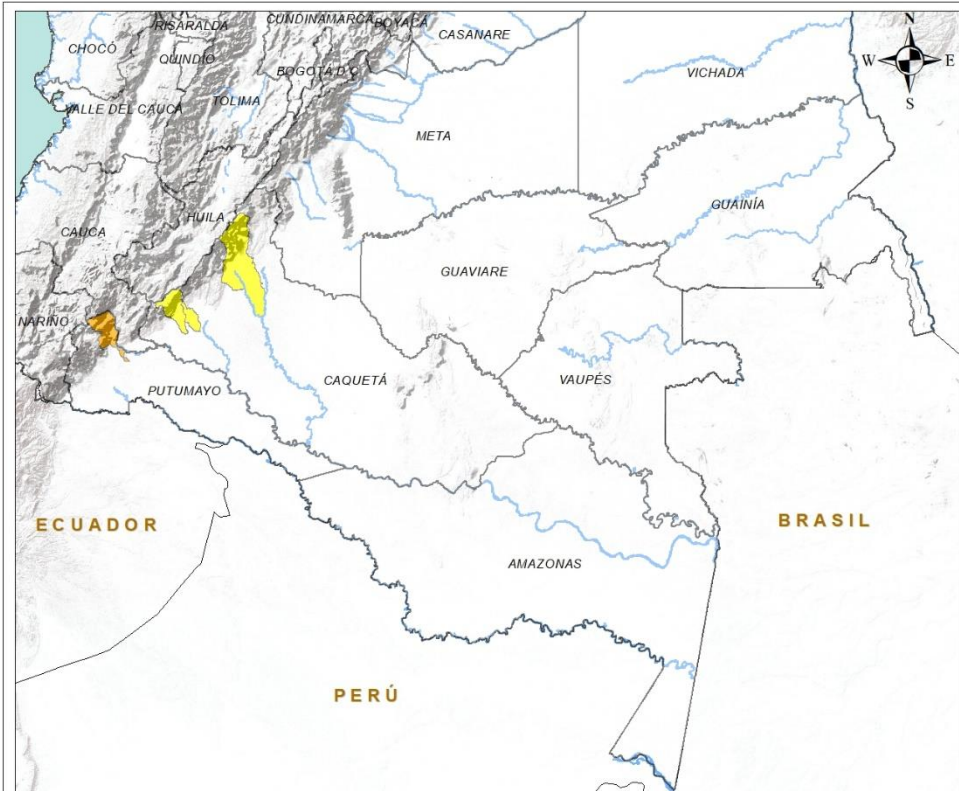 CUNDINAMARCA
BOYACÁ
RISARALDA
CASANARE
N
CHOCÓ
QUINDÍO
W
E
BOGOTÁ D.C.
VICHADA
S
TOLIMA
VALLE DEL CAUCA
META
GUAINÍA
HUILA
CAUCA
GUAVIARE
NARIÑO
CAQUETÁ
VAUPÉS
PUTUMAYO
ECUADOR
BRASIL
AMAZONAS
PERÚ